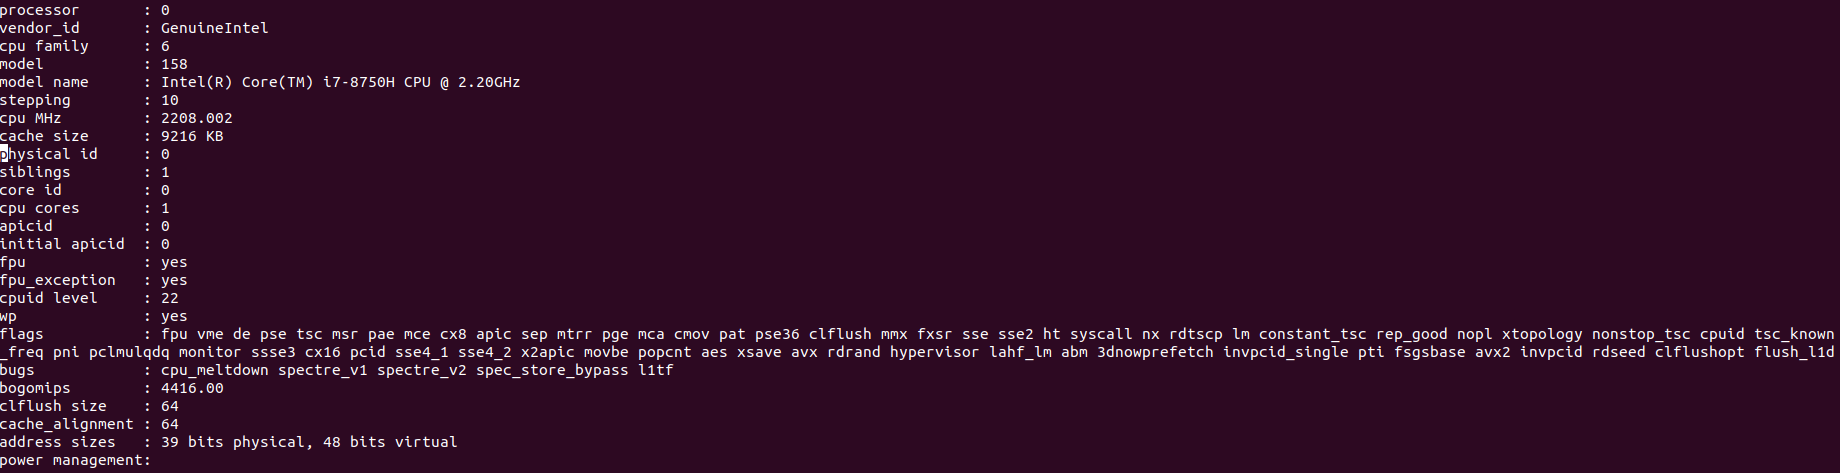 processor : 0
vendor_id : GenuineIntel
cpu family : 6
model : 158
model name : Intel(R) Core(TM) i7-8750H CPU @ 2.20GHz
stepping : 10
cpu MHz : 2208.002
cache size : 9216 KB
physical id : 0
siblings : 1
core id : 0
cpu cores : 1
apicid : 0
initial apicid : 0
fpu : yes
fpu_exception : yes
cpuid level : 22
wp : yes
flags : fpu vme de pse tsc msr pae mce cx8 apic sep mtrr pge mca cmov pat pse36 clflush mmx fxsr sse sse2 ht syscall nx rdtscp lm constant_tsc rep_good nopl xtopology nonstop_tsc cpuid tsc_known
_freq pni pclmulqdq monitor ssse3 cx16 pcid sse4_1 sse4_2 x2apic movbe popcnt aes xsave avx rdrand hypervisor lahf_lm abm 3dnowprefetch invpcid_single pti fsgsbase avx2 invpcid rdseed clflushopt flush_l1d
bugs : cpu_meltdown spectre_v1 spectre_v2 spec_store_bypass l1tf
bogomips : 4416.00
clflush size : 64
cache_alignment : 64
address sizes : 39 bits physical, 48 bits virtual
power management: